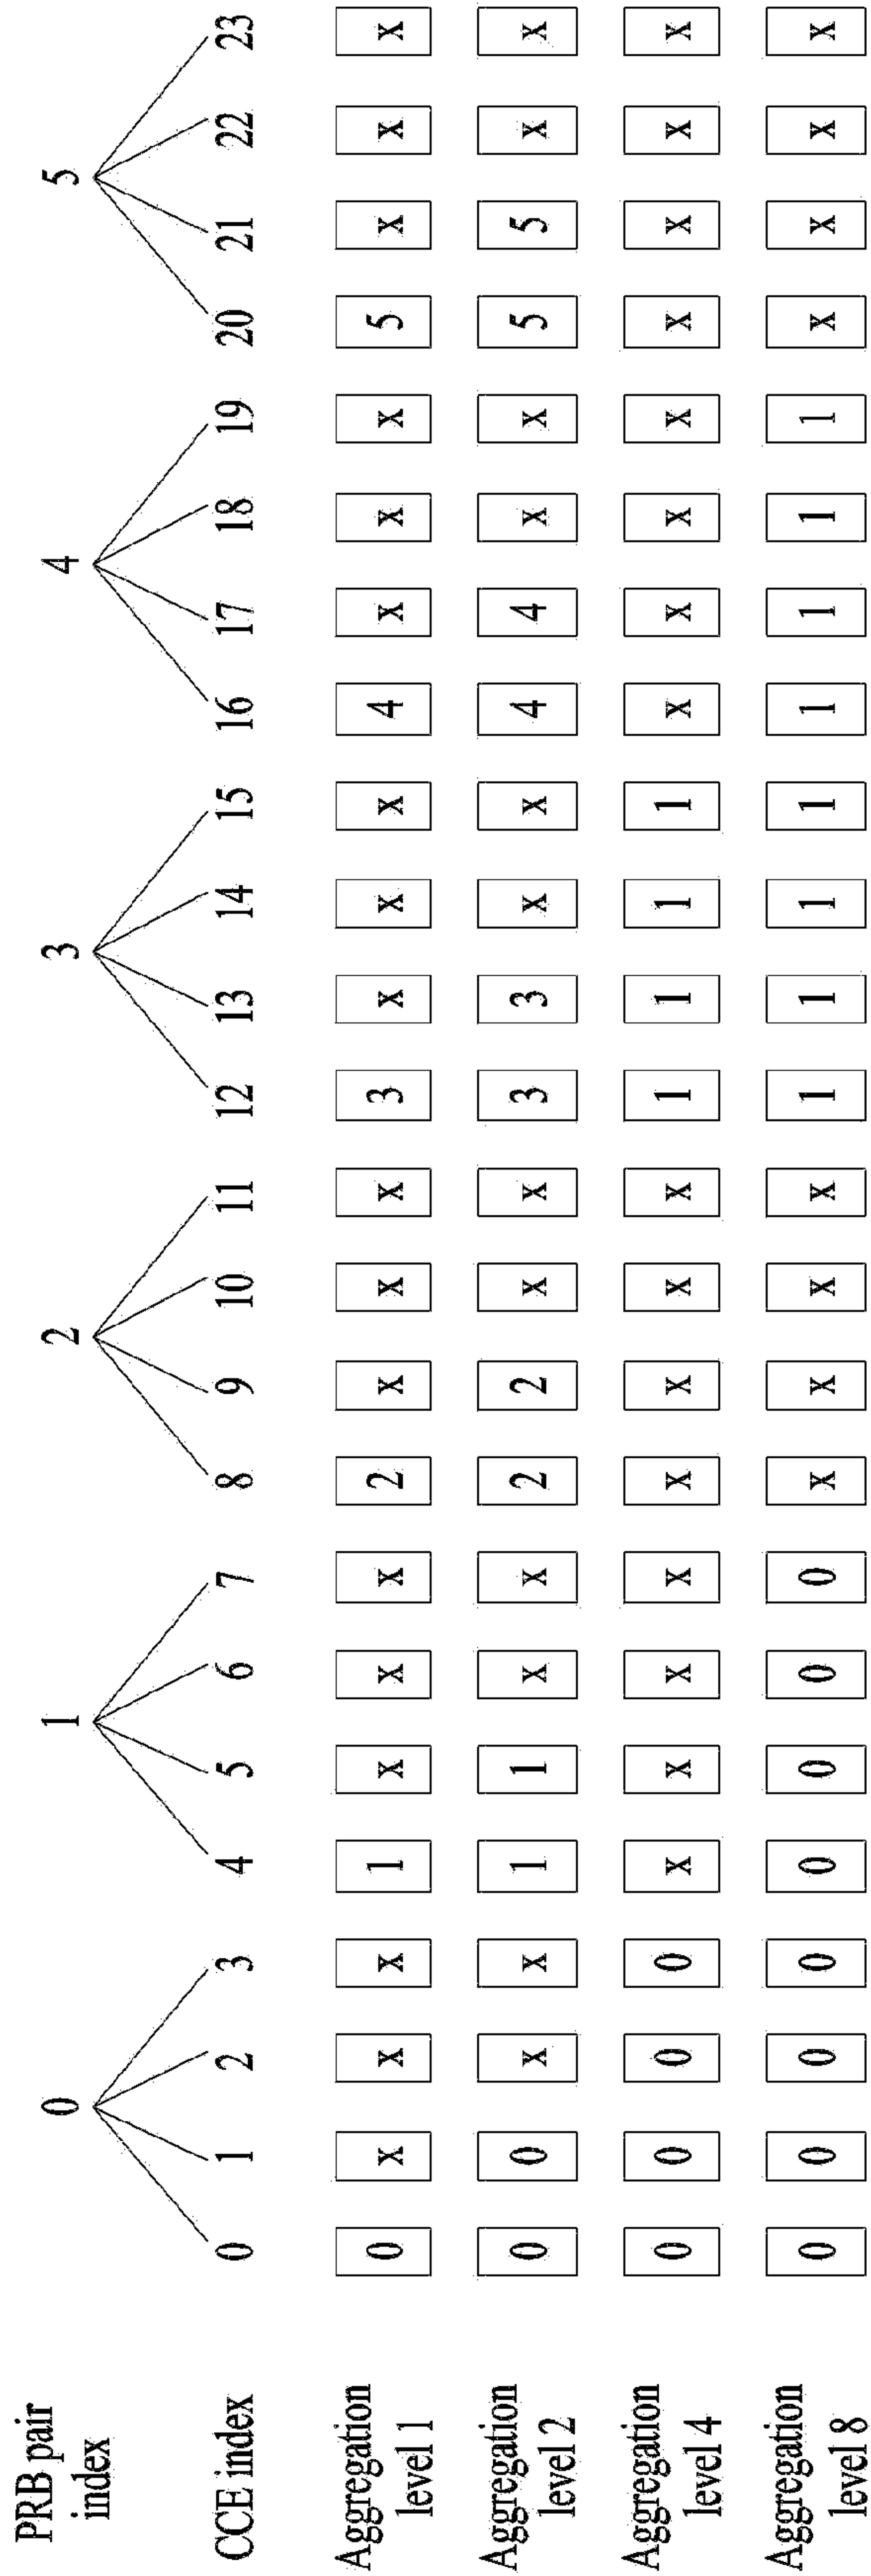 PRB pair index 0 1 2 3 4 5
CCE index 0 1 2 3 4 5 6 7 8 9 10 11 12 13 14 15 16 17 18 19 20 21 22 23
Aggregation level 1 0 x x x 1 x x x 2 x x x 3 x x x 4 x x x 5 x x x
Aggregation level 2 0 0 x x 1 1 x x 2 2 x x 3 3 x x 4 4 x x 5 5 x x
Aggregation level 4 0 0 0 0 x x x x x x x x 1 1 1 1 x x x x x x x x
Aggregation level 8 0 0 0 0 0 0 0 0 x x x x 1 1 1 1 1 1 1 1 x x x x